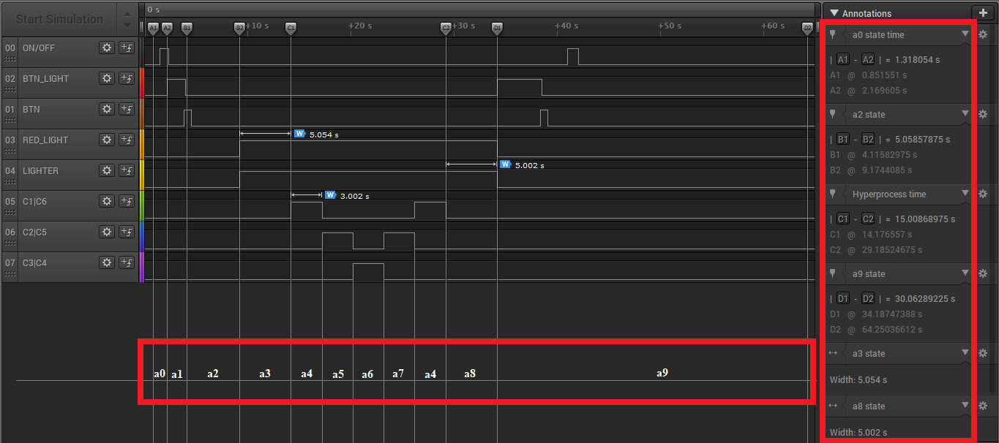 Start Simulation
0 s
Annotations
A1 A2 B1 B2 +10 s C1 +20 s C2 +30 s D1 +40 s +50 s +60 s D2
00 ON/OFF
02 BTN_LIGHT
01 BTN
03 RED_LIGHT
W 5.054 s
04 LIGHTER
W 5.002 s
05 C1|C6
W 3.002 s
06 C2|C5
07 C3|C4
a0 a1 a2 a3 a4 a5 a6 a7 a4 a8 a9
a0 state time
| A1 - A2 | = 1.318054 s
A1 @ 0.851551 s
A2 @ 2.169605 s
a2 state
| B1 - B2 | = 5.05857875 s
B1 @ 4.11582975 s
B2 @ 9.1744085 s
Hyperprocess time
| C1 - C2 | = 15.00868975 s
C1 @ 14.176557 s
C2 @ 29.18524675 s
a9 state
| D1 - D2 | = 30.06289225 s
D1 @ 34.18747388 s
D2 @ 64.25036612 s
a3 state
Width: 5.054 s
a8 state
Width: 5.002 s